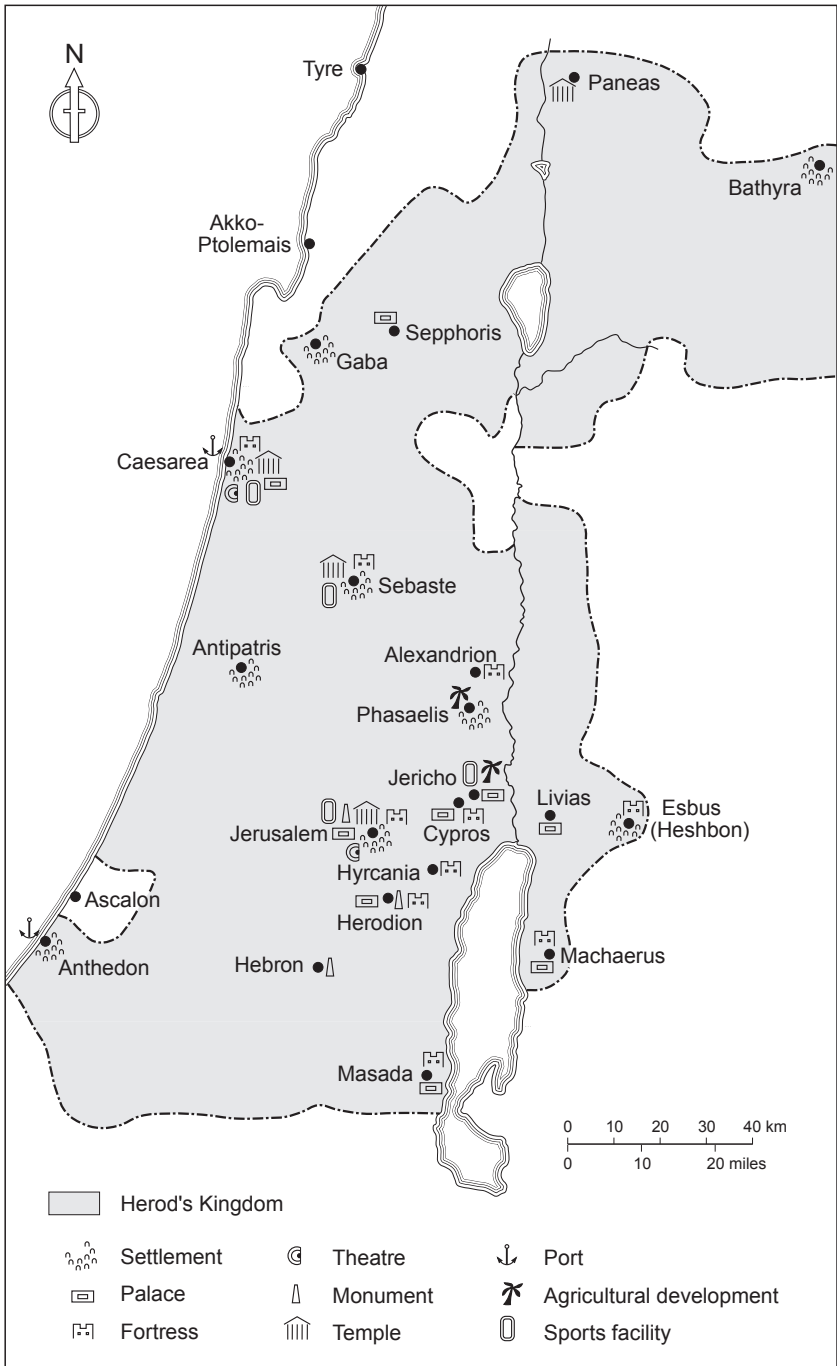 N
Tyre
Paneas
Bathyra
Akko-
Ptolemais
Sepphoris
Gaba
Caesarea
Sebaste
Antipatris
Alexandrion
Phasaelis
Jericho
Livias
Esbus
(Heshbon)
Jerusalem
Cypros
Hyrcania
Ascalon
Herodion
Anthedon
Hebron
Machaerus
Masada
0 10 20 30 40 km
0 10 20 miles
Herod's Kingdom
Settlement
Theatre
Port
Palace
Monument
Agricultural development
Fortress
Temple
Sports facility